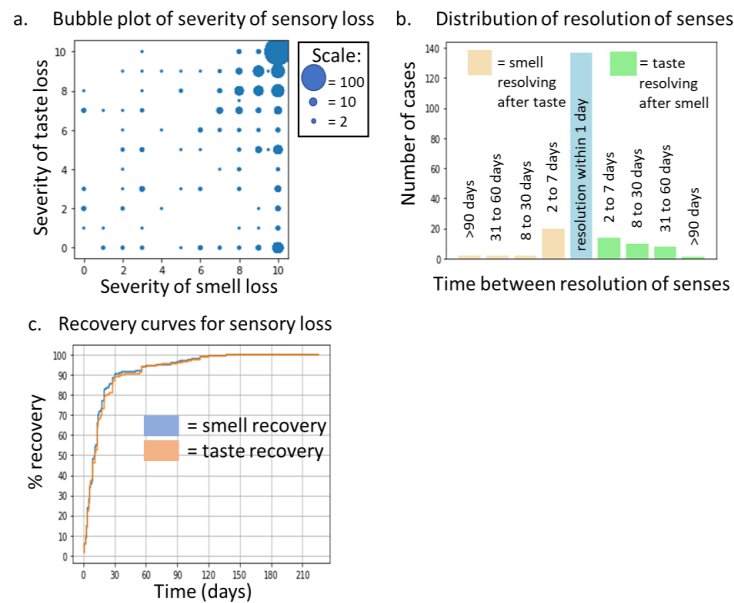 a. Bubble plot of severity of sensory loss
Severity of taste loss
10
8
6
4
2
0
0 2 4 6 8 10
Severity of smell loss
Scale:
= 100
= 10
= 2
b. Distribution of resolution of senses
Number of cases
140
120
100
80
60
40
20
0
= smell
resolving
after taste
= taste
resolving
after smell
>90 days
31 to 60 days
8 to 30 days
2 to 7 days
resolution within 1 day
2 to 7 days
8 to 30 days
31 to 60 days
>90 days
Time between resolution of senses
c. Recovery curves for sensory loss
% recovery
100
90
80
70
60
50
40
30
20
10
0
= smell recovery
= taste recovery
0 30 60 90 120 150 180 210
Time (days)